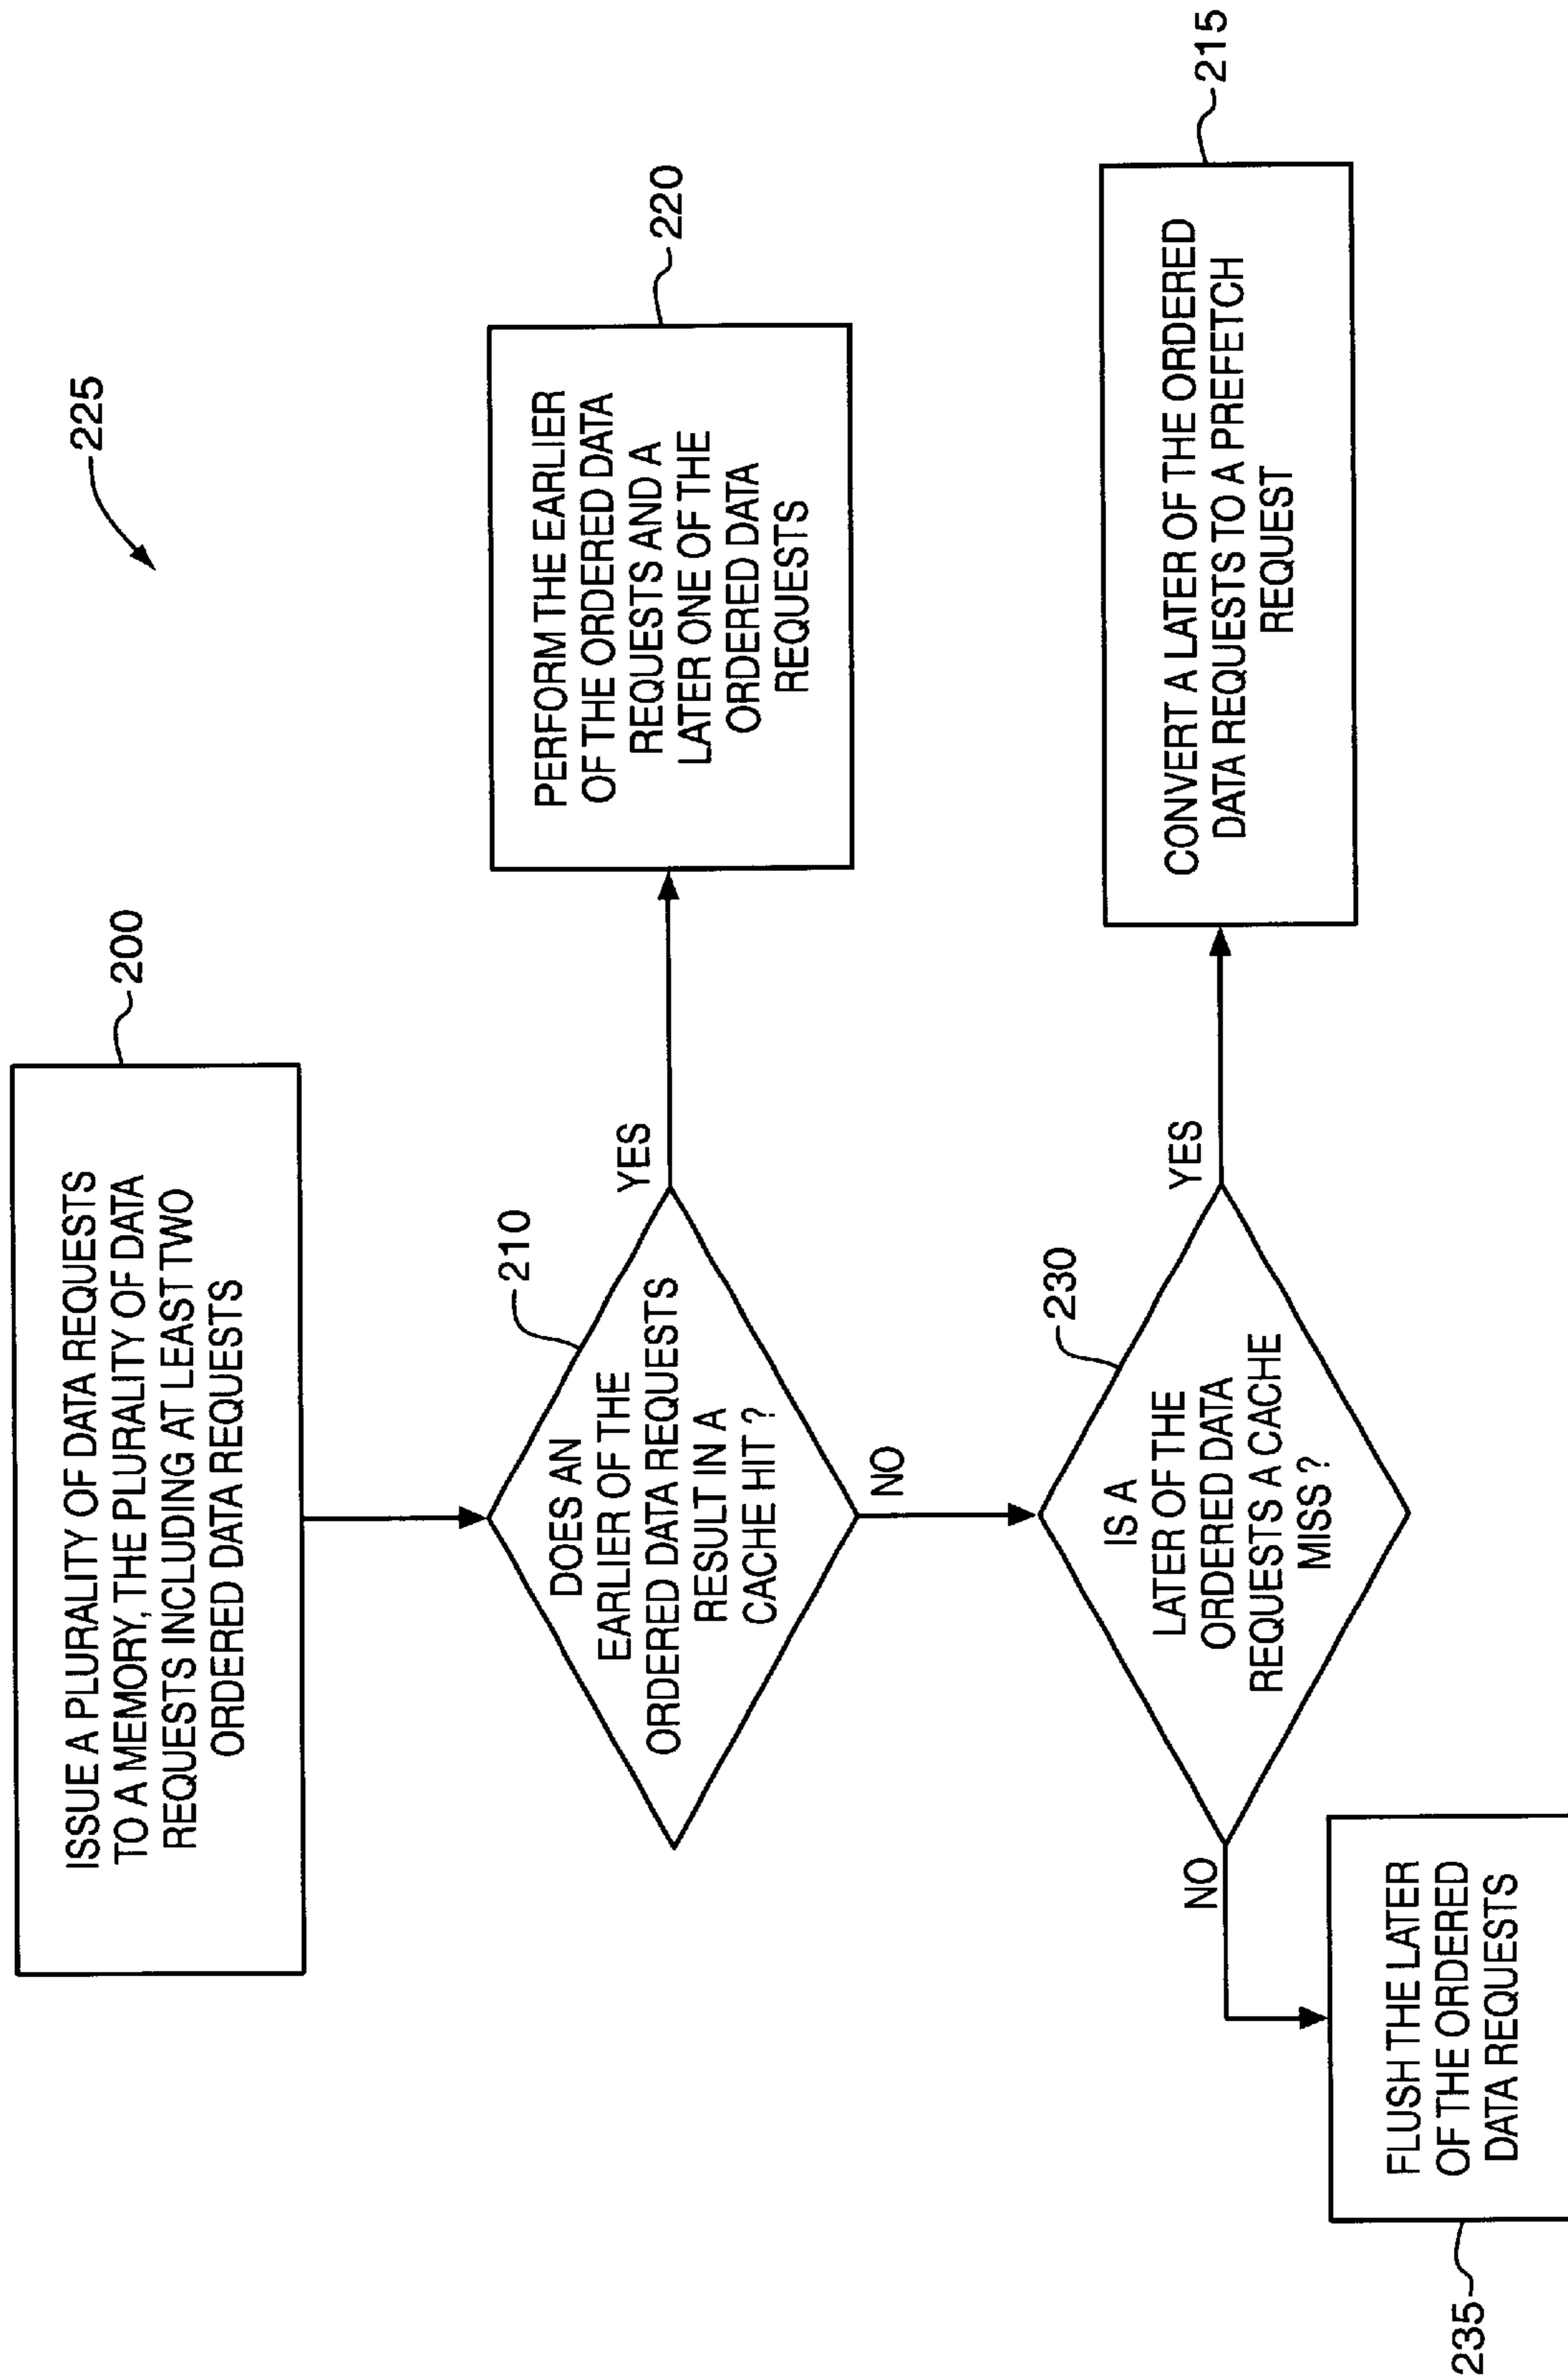 225
200
ISSUE A PLURALITY OF DATA REQUESTS
TO A MEMORY, THE PLURALITY OF DATA
REQUESTS INCLUDING AT LEAST TWO
ORDERED DATA REQUESTS
210
DOES AN
EARLIER OF THE
ORDERED DATA REQUESTS
RESULT IN A
CACHE HIT ?
YES
220
PERFORM THE EARLIER
OF THE ORDERED DATA
REQUESTS AND A
LATER ONE OF THE
ORDERED DATA
REQUESTS
NO
230
IS A
LATER OF THE
ORDERED DATA
REQUESTS A CACHE
MISS ?
YES
215
CONVERT A LATER OF THE ORDERED
DATA REQUESTS TO A PREFETCH
REQUEST
NO
FLUSH THE LATER
OF THE ORDERED
DATA REQUESTS
235